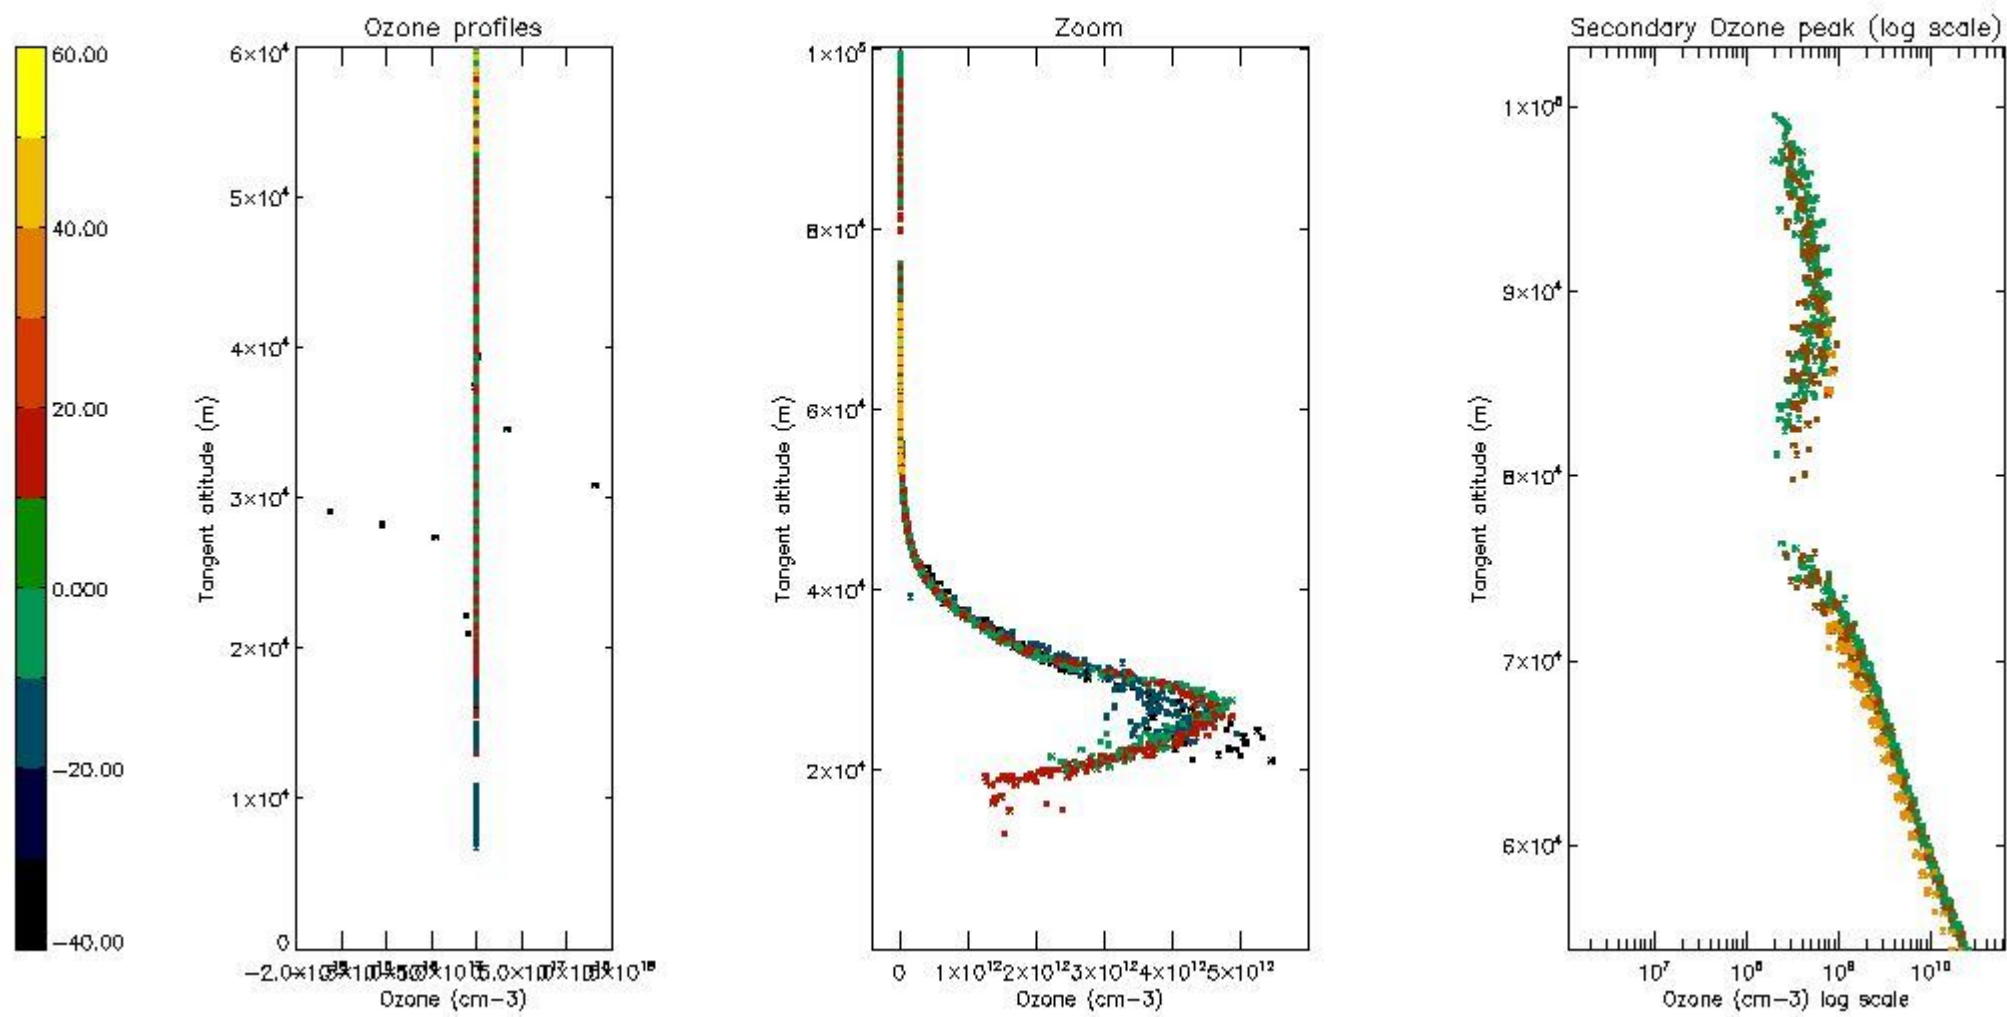 Ozone profiles
Zoom
Secondary Ozone peak (log scale)
60.00
40.00
20.00
0.000
-20.00
-40.00
6×10⁴
5×10⁴
4×10⁴
3×10⁴
2×10⁴
1×10⁴
0
Tangent altitude (m)
Ozone (cm-3)
1×10⁵
8×10⁴
6×10⁴
4×10⁴
2×10⁴
Tangent altitude (m)
0 1×10¹² 2×10¹² 3×10¹² 4×10¹² 5×10¹²
Ozone (cm-3)
9×10⁴
8×10⁴
7×10⁴
6×10⁴
Tangent altitude (m)
10⁷ 10⁸ 10⁹ 10¹⁰
Ozone (cm-3) log scale